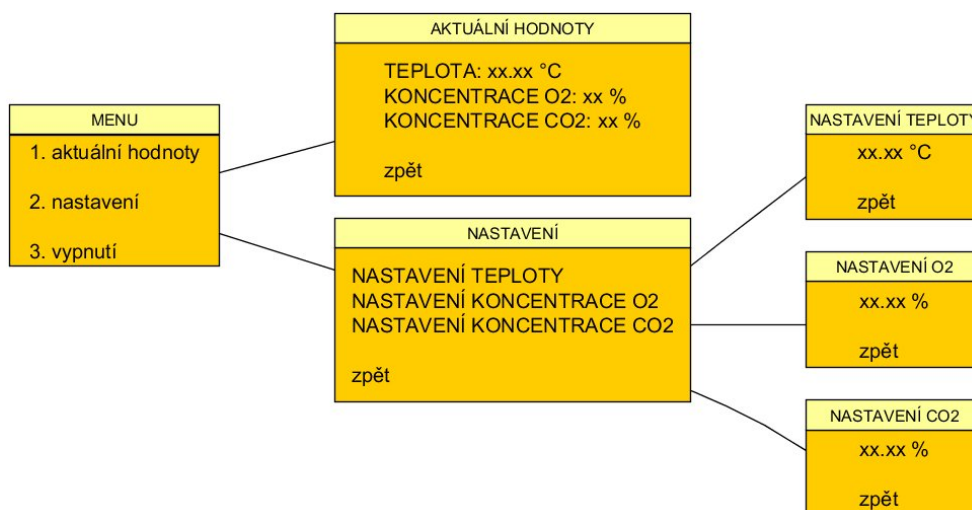 MENU
1. aktuální hodnoty
2. nastavení
3. vypnutí
AKTUÁLNÍ HODNOTY
TEPLOTA: xx.xx °C
KONCENTRACE O2: xx %
KONCENTRACE CO2: xx %
zpět
NASTAVENÍ
NASTAVENÍ TEPLOTY
NASTAVENÍ KONCENTRACE O2
NASTAVENÍ KONCENTRACE CO2
zpět
NASTAVENÍ TEPLOTY
xx.xx °C
zpět
NASTAVENÍ O2
xx.xx %
zpět
NASTAVENÍ CO2
xx.xx %
zpět